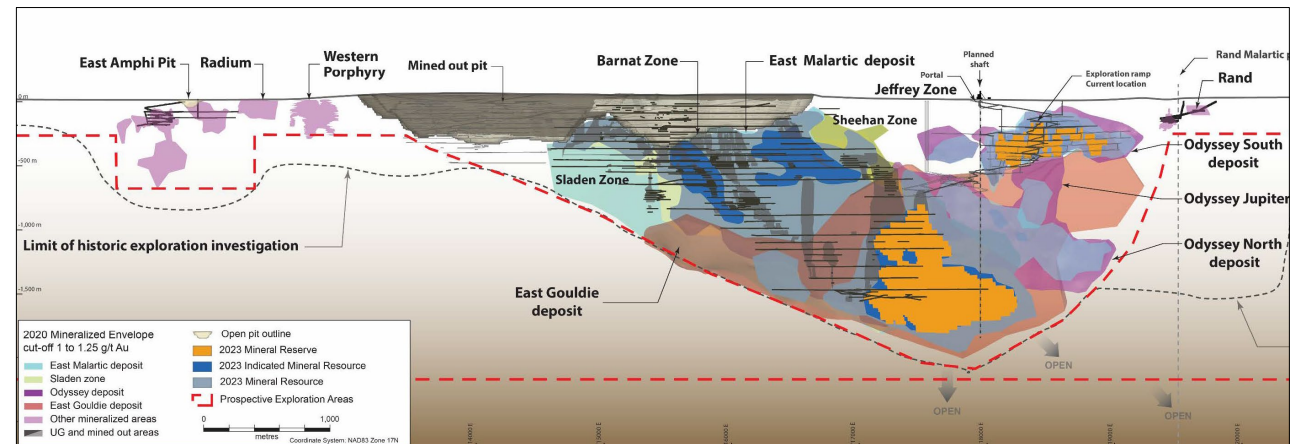 East Amphi Pit
Radium
Western
Porphyry
Mined out pit
Barnat Zone
East Malartic deposit
Planned
shaft
Portal
Jeffrey Zone
Exploration ramp
Current location
Rand Malartic
Rand
0 m
Sheehan Zone
Odyssey South
deposit
-500 m
Sladen Zone
Odyssey Jupiter
-1,000 m
Limit of historic exploration investigation
Odyssey North
deposit
East Gouldie
deposit
-1,500 m
2020 Mineralized Envelope
cut-off 1 to 1.25 g/t Au
East Malartic deposit
Sladen zone
Odyssey deposit
East Gouldie deposit
Other mineralized areas
UG and mined out areas
Open pit outline
2023 Mineral Reserve
2023 Indicated Mineral Resource
2023 Mineral Resource
Prospective Exploration Areas
0
1,000
metres
Coordinate System: NAD83 Zone 17N
OPEN
OPEN
OPEN